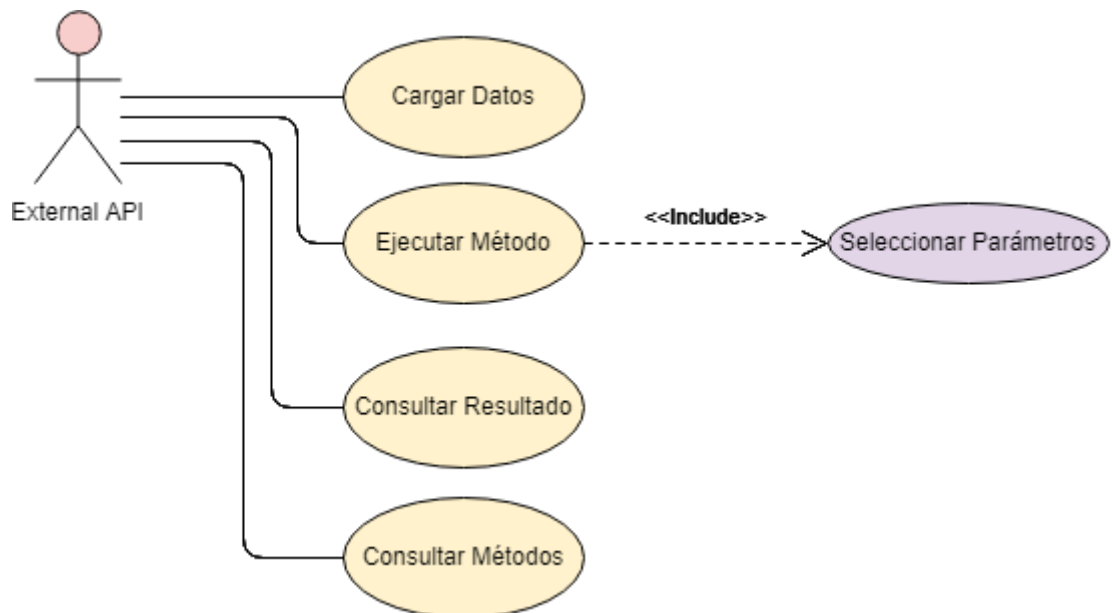 Cargar Datos
External API
Ejecutar Método
<<Include>>
Seleccionar Parámetros
Consultar Resultado
Consultar Métodos